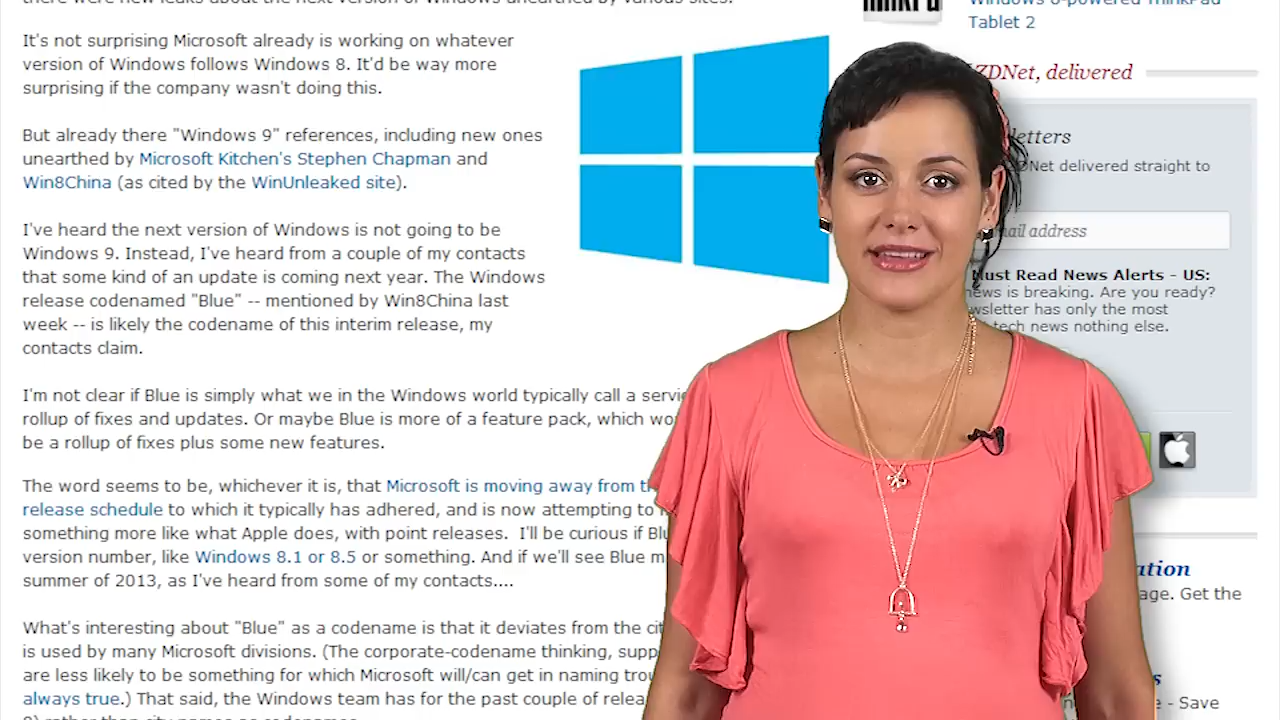 there were new leaks about the next version of Windows unearthed by various sites.
It's not surprising Microsoft already is working on whatever
version of Windows follows Windows 8. It'd be way more
surprising if the company wasn't doing this.
But already there "Windows 9" references, including new ones
unearthed by Microsoft Kitchen's Stephen Chapman and
Win8China (as cited by the WinUnleaked site).
I've heard the next version of Windows is not going to be
Windows 9. Instead, I've heard from a couple of my contacts
that some kind of an update is coming next year. The Windows
release codenamed "Blue" -- mentioned by Win8China last
week -- is likely the codename of this interim release, my
contacts claim.
I'm not clear if Blue is simply what we in the Windows world typically call a servi
rollup of fixes and updates. Or maybe Blue is more of a feature pack, which wo
be a rollup of fixes plus some new features.
The word seems to be, whichever it is, that Microsoft is moving away from t
release schedule to which it typically has adhered, and is now attempting to
something more like what Apple does, with point releases. I'll be curious if Blu
version number, like Windows 8.1 or 8.5 or something. And if we'll see Blue m
summer of 2013, as I've heard from some of my contacts....
What's interesting about "Blue" as a codename is that it deviates from the cit
is used by many Microsoft divisions. (The corporate-codename thinking, supp
are less likely to be something for which Microsoft will/can get in naming trou
always true.) That said, the Windows team has for the past couple of relea
rather than city names as codenames.
Windows 8-powered ThinkPad
Tablet 2
ZDNet, delivered
letters
DNet delivered straight to
ail address
Must Read News Alerts - US:
news is breaking. Are you ready?
wsletter has only the most
tech news nothing else.
ation
age. Get the
s
e - Save